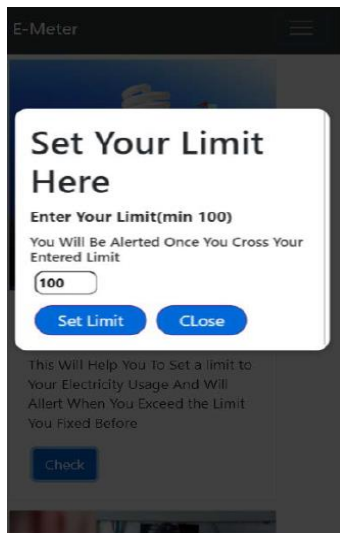 E-Meter
Set Your Limit
Here
Enter Your Limit(min 100)
You Will Be Alerted Once You Cross Your
Entered Limit
100
Set Limit
CLose
This Will Help You To Set a limit to
Your Electricity Usage And Will
Allert When You Exceed the Limit
You Fixed Before
Check